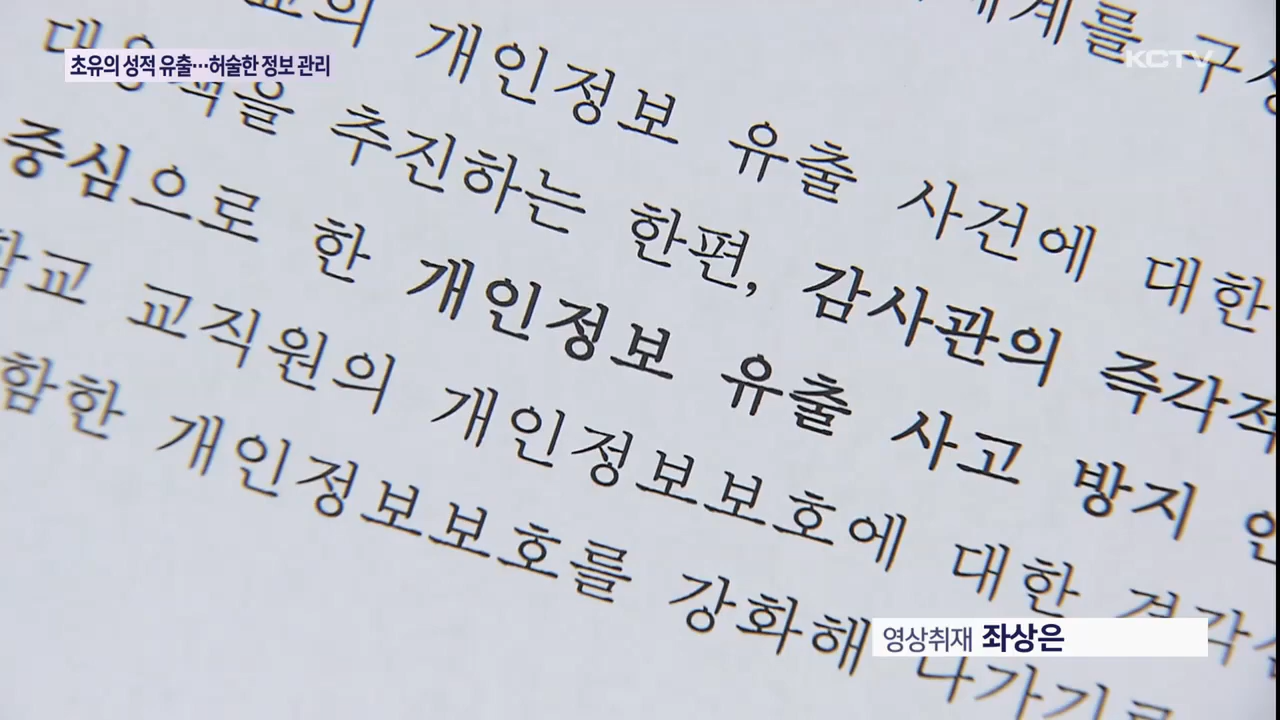 초유의 성적 유출…허술한 정보 관리
KCTV
개인정보 유출 사건에 대한
추진하는 한편, 감사관의
중심으로 한 개인정보 유출 사고 방지
교직원의 개인정보보호에 대한
개인정보보호를 강화해
영상취재 좌상은